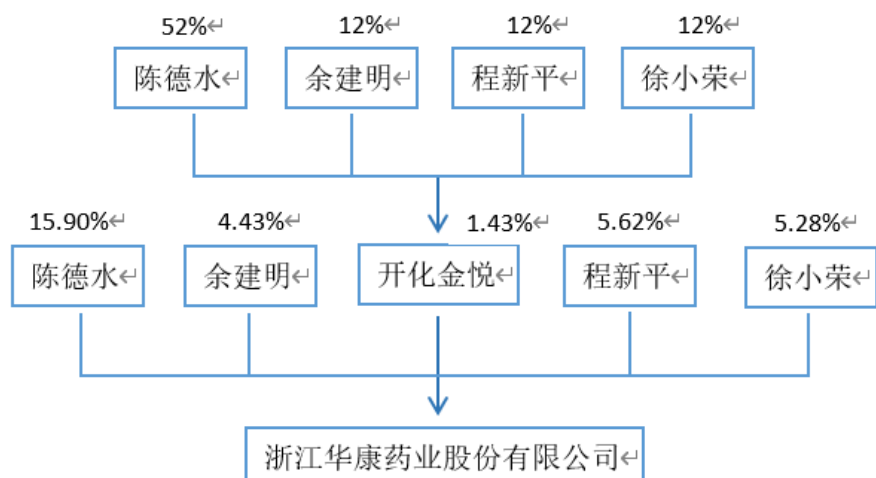 52% 12% 12% 12%
陈德水 余建明 程新平 徐小荣
15.90% 4.43% 1.43% 5.62% 5.28%
陈德水 余建明 开化金悦 程新平 徐小荣
浙江华康药业股份有限公司